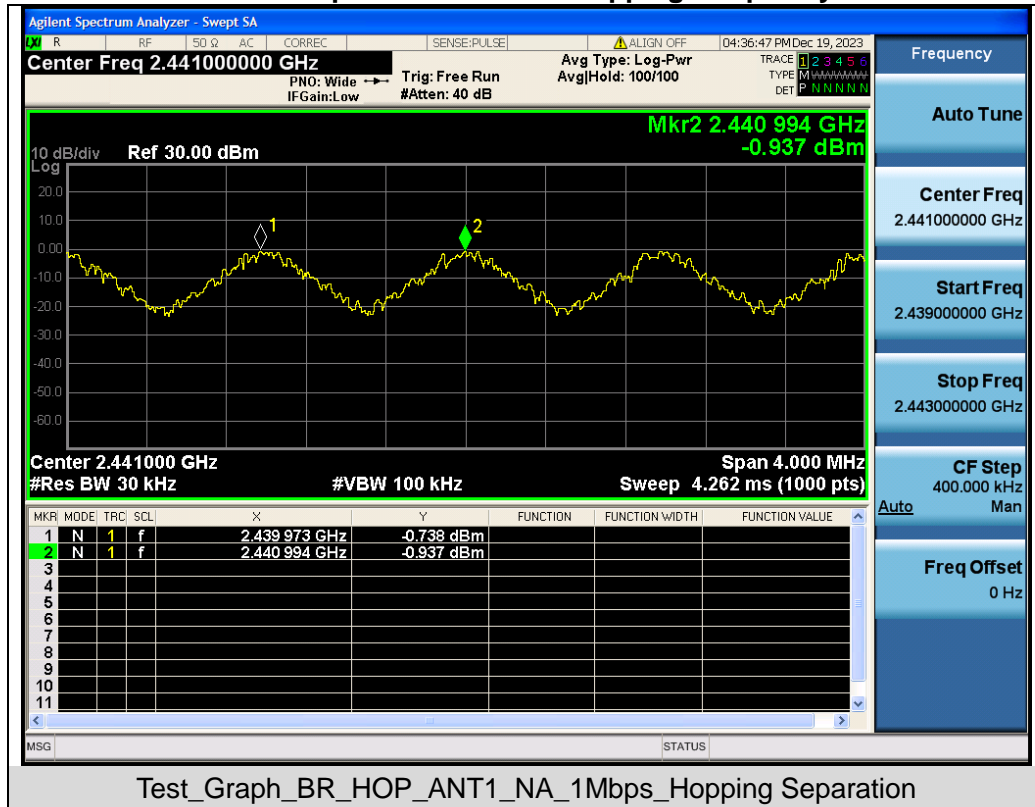 Agilent Spectrum Analyzer - Swept SA
LXI R RF 50 Ω AC CORREC SENSE:PULSE ALIGN OFF 04:36:47 PM Dec 19, 2023
Center Freq 2.441000000 GHz
PNO: Wide
IFGain:Low
Trig: Free Run
#Atten: 40 dB
Avg Type: Log-Pwr
Avg|Hold: 100/100
TRACE 1 2 3 4 5 6
TYPE M
DET P N N N N N
Mkr2 2.440 994 GHz
-0.937 dBm
10 dB/div Ref 30.00 dBm
Log
20.0
10.0
0.00
-10.0
-20.0
-30.0
-40.0
-50.0
-60.0
1
2
Center 2.441000 GHz Span 4.000 MHz
#Res BW 30 kHz #VBW 100 kHz Sweep 4.262 ms (1000 pts)
MKR MODE TRC SCL X Y FUNCTION FUNCTION WIDTH FUNCTION VALUE
1 N 1 f 2.439 973 GHz -0.738 dBm
2 N 1 f 2.440 994 GHz -0.937 dBm
3
4
5
6
7
8
9
10
11
MSG STATUS
Frequency
Auto Tune
Center Freq
2.441000000 GHz
Start Freq
2.439000000 GHz
Stop Freq
2.443000000 GHz
CF Step
400.000 kHz
Auto Man
Freq Offset
0 Hz
Test_Graph_BR_HOP_ANT1_NA_1Mbps_Hopping Separation